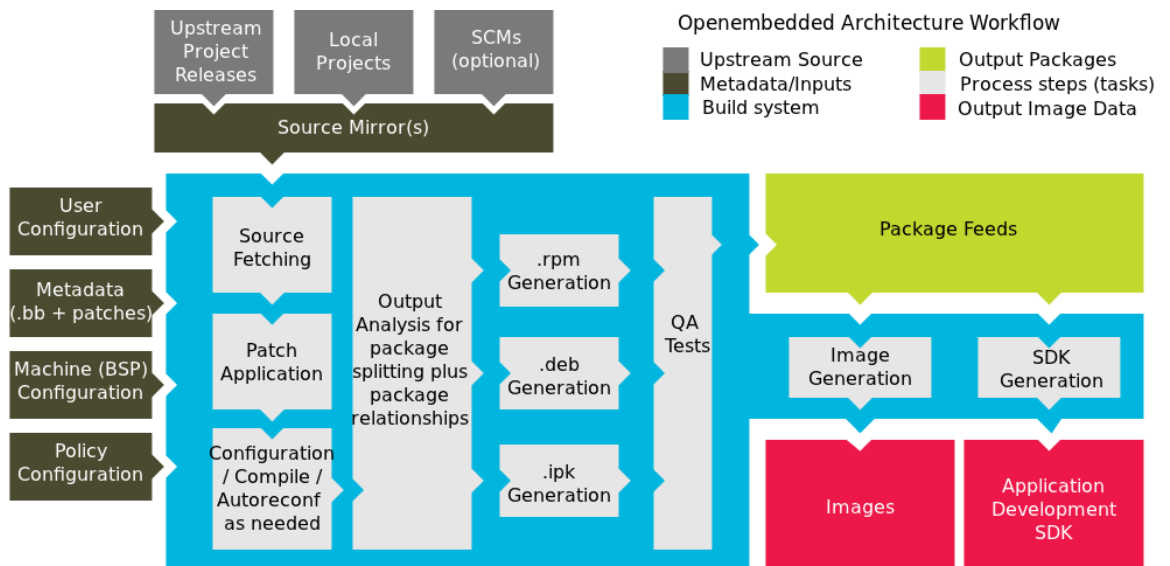 Openembedded Architecture Workflow
Upstream Source
Metadata/Inputs
Build system
Output Packages
Process steps (tasks)
Output Image Data
Upstream
Project
Releases
Local
Projects
SCMs
(optional)
Source Mirror(s)
User
Configuration
Metadata
(.bb + patches)
Machine (BSP)
Configuration
Policy
Configuration
Source
Fetching
Patch
Application
Configuration
/ Compile /
Autoreconf
as needed
Output
Analysis for
package
splitting plus
package
relationships
.rpm
Generation
.deb
Generation
.ipk
Generation
QA
Tests
Package Feeds
Image
Generation
SDK
Generation
Images
Application
Development
SDK